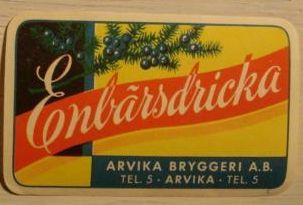 Enbärsdricka
ARVIKA BRYGGERI A.B.
TEL. 5 · ARVIKA · TEL. 5